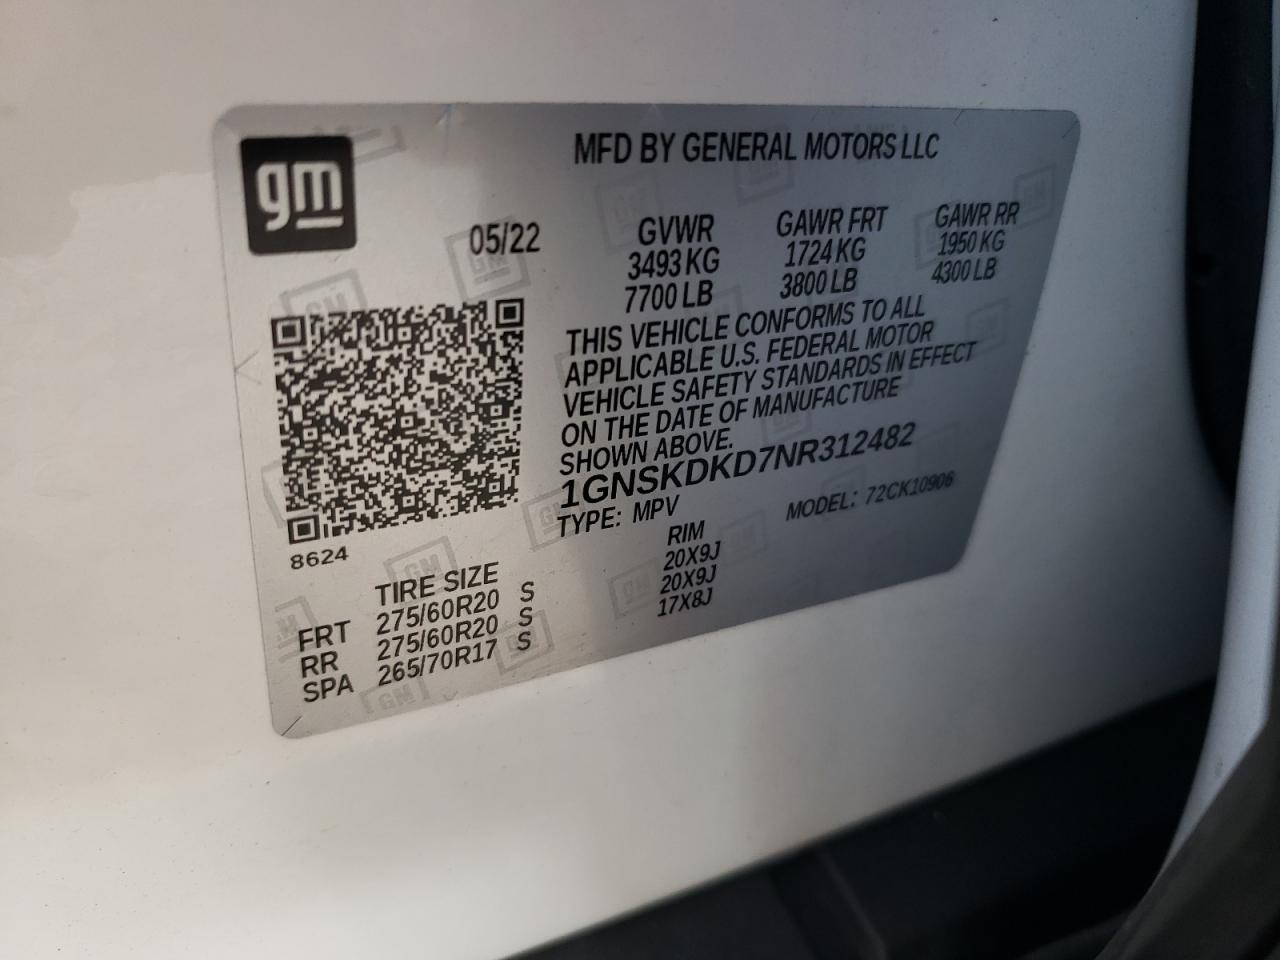 gm
MFD BY GENERAL MOTORS LLC
05/22
GVWR GAWR FRT GAWR RR
3493 KG 1724 KG 1950 KG
7700 LB 3800 LB 4300 LB
THIS VEHICLE CONFORMS TO ALL
APPLICABLE U.S. FEDERAL MOTOR
VEHICLE SAFETY STANDARDS IN EFFECT
ON THE DATE OF MANUFACTURE
SHOWN ABOVE.
1GNSKDKD7NR312482
TYPE: MPV MODEL: 72CK10906
8624
TIRE SIZE RIM
FRT 275/60R20 S 20X9J
RR 275/60R20 S 20X9J
SPA 265/70R17 S 17X8J